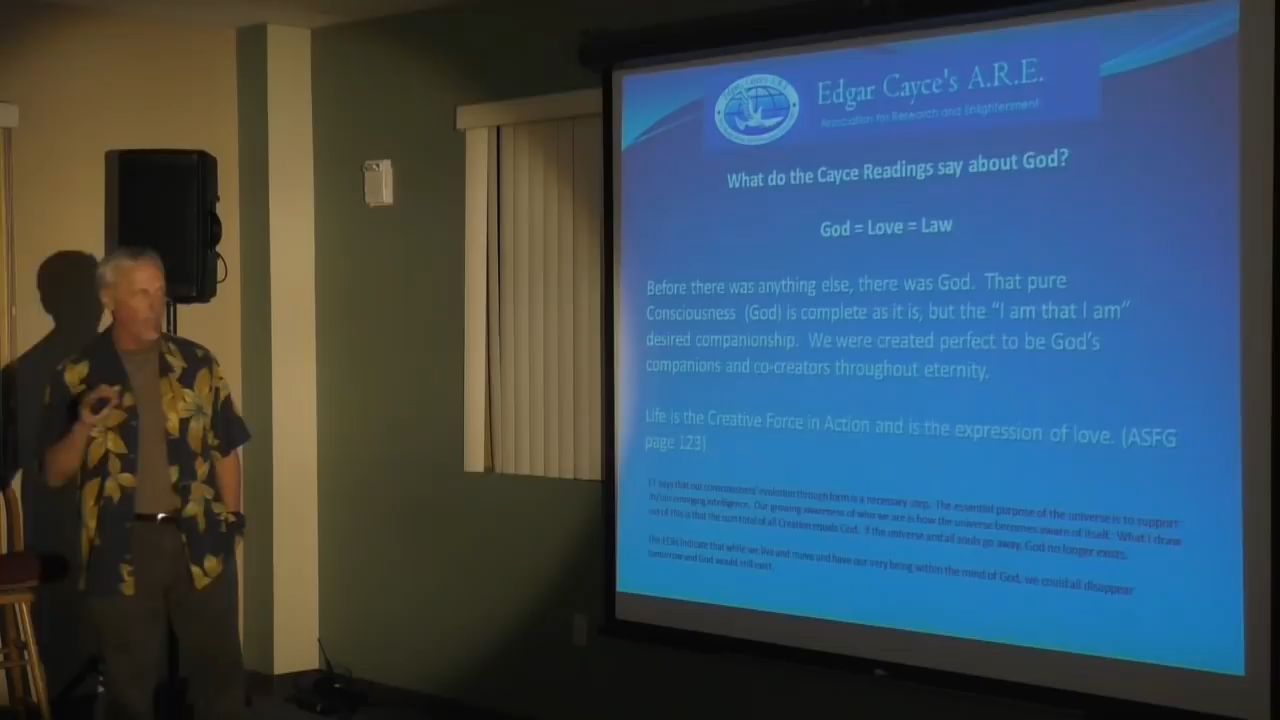 Edgar Cayce's A.R.E.
Association for Research and Enlightenment
What do the Cayce Readings say about God?
God = Love = Law
Before there was anything else, there was God. That pure
Consciousness (God) is complete as it is, but the “I am that I am”
desired companionship. We were created perfect to be God’s
companions and co-creators throughout eternity.
Life is the Creative Force in Action and is the expression of love. (ASFG
page 123)
ET says that our consciousness’ evolution through form is a necessary step. The essential purpose of the universe is to support
its/our emerging intelligence. Our growing awareness of who we are is how the universe becomes aware of itself. What I draw
out of this is that the sum total of all Creation equals God. If the universe and all souls go away, God no longer exists.
The ECRs indicate that while we live and move and have our very being within the mind of God, we could all disappear
tomorrow and God would still exist.